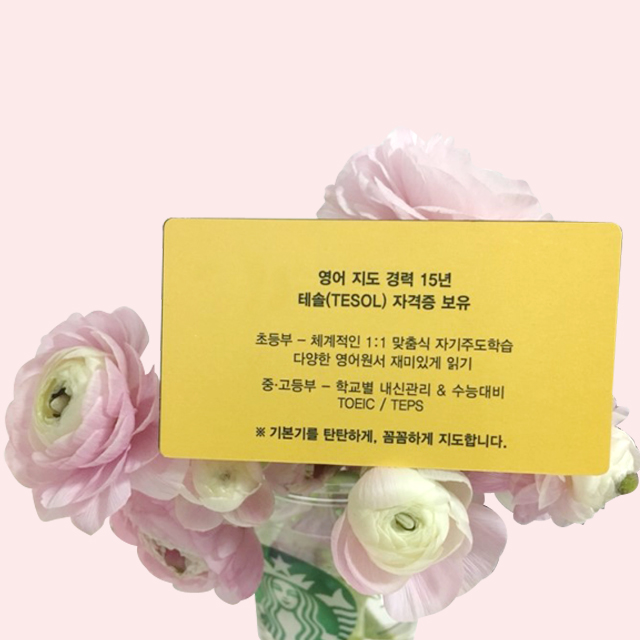 영어 지도 경력 15년
테솔(TESOL) 자격증 보유
초등부 - 체계적인 1:1 맞춤식 자기주도학습
다양한 영어원서 재미있게 읽기
중·고등부 - 학교별 내신관리 & 수능대비
TOEIC / TEPS
※ 기본기를 탄탄하게, 꼼꼼하게 지도합니다.